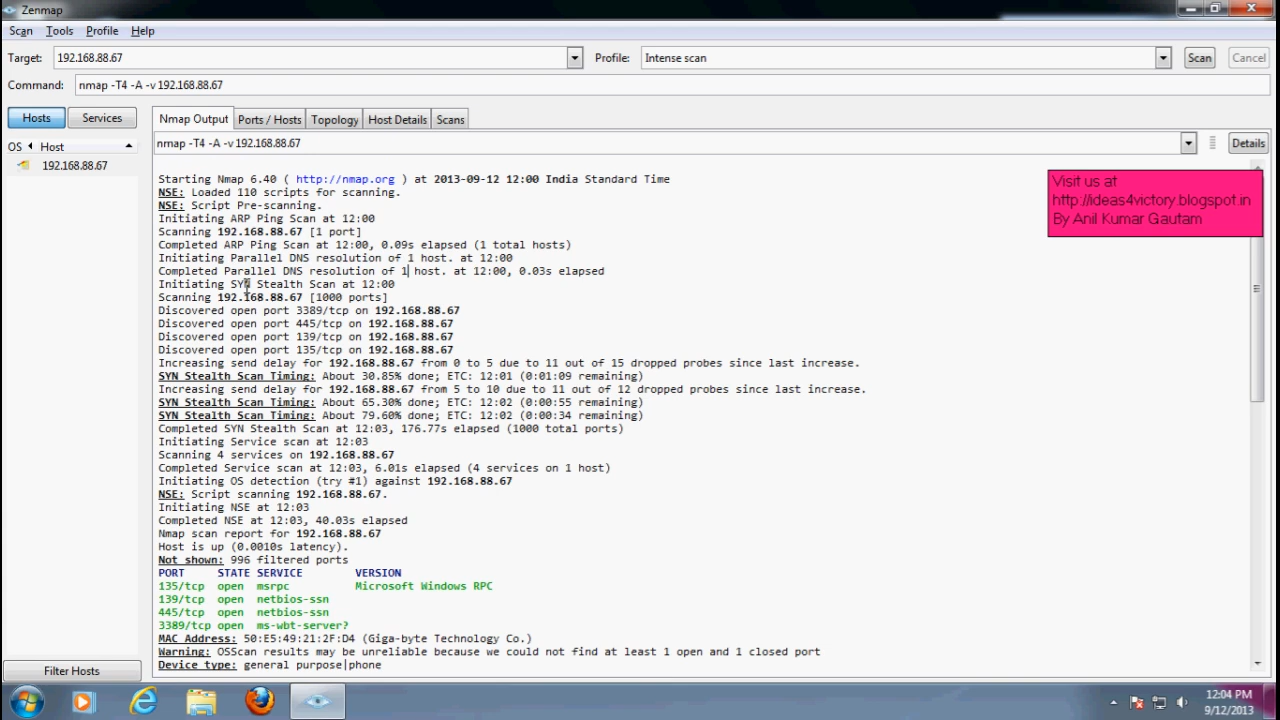 Zenmap
Scan Tools Profile Help
Target: 192.168.88.67 Profile: Intense scan Scan Cancel
Command: nmap -T4 -A -v 192.168.88.67
Hosts Services
Nmap Output Ports / Hosts Topology Host Details Scans
OS Host
192.168.88.67
nmap -T4 -A -v 192.168.88.67 Details
Starting Nmap 6.40 ( http://nmap.org ) at 2013-09-12 12:00 India Standard Time
NSE: Loaded 110 scripts for scanning.
NSE: Script Pre-scanning.
Initiating ARP Ping Scan at 12:00
Scanning 192.168.88.67 [1 port]
Completed ARP Ping Scan at 12:00, 0.09s elapsed (1 total hosts)
Initiating Parallel DNS resolution of 1 host. at 12:00
Completed Parallel DNS resolution of 1 host. at 12:00, 0.03s elapsed
Initiating SYN Stealth Scan at 12:00
Scanning 192.168.88.67 [1000 ports]
Discovered open port 3389/tcp on 192.168.88.67
Discovered open port 445/tcp on 192.168.88.67
Discovered open port 139/tcp on 192.168.88.67
Discovered open port 135/tcp on 192.168.88.67
Increasing send delay for 192.168.88.67 from 0 to 5 due to 11 out of 15 dropped probes since last increase.
SYN Stealth Scan Timing: About 30.85% done; ETC: 12:01 (0:01:09 remaining)
Increasing send delay for 192.168.88.67 from 5 to 10 due to 11 out of 12 dropped probes since last increase.
SYN Stealth Scan Timing: About 65.30% done; ETC: 12:02 (0:00:55 remaining)
SYN Stealth Scan Timing: About 79.60% done; ETC: 12:02 (0:00:34 remaining)
Completed SYN Stealth Scan at 12:03, 176.77s elapsed (1000 total ports)
Initiating Service scan at 12:03
Scanning 4 services on 192.168.88.67
Completed Service scan at 12:03, 6.01s elapsed (4 services on 1 host)
Initiating OS detection (try #1) against 192.168.88.67
NSE: Script scanning 192.168.88.67.
Initiating NSE at 12:03
Completed NSE at 12:03, 40.03s elapsed
Nmap scan report for 192.168.88.67
Host is up (0.0010s latency).
Not shown: 996 filtered ports
PORT STATE SERVICE VERSION
135/tcp open msrpc Microsoft Windows RPC
139/tcp open netbios-ssn
445/tcp open netbios-ssn
3389/tcp open ms-wbt-server?
MAC Address: 50:E5:49:21:2F:D4 (Giga-byte Technology Co.)
Warning: OSScan results may be unreliable because we could not find at least 1 open and 1 closed port
Device type: general purpose|phone
Visit us at
http://ideas4victory.blogspot.in
By Anil Kumar Gautam
Filter Hosts
12:04 PM
9/12/2013